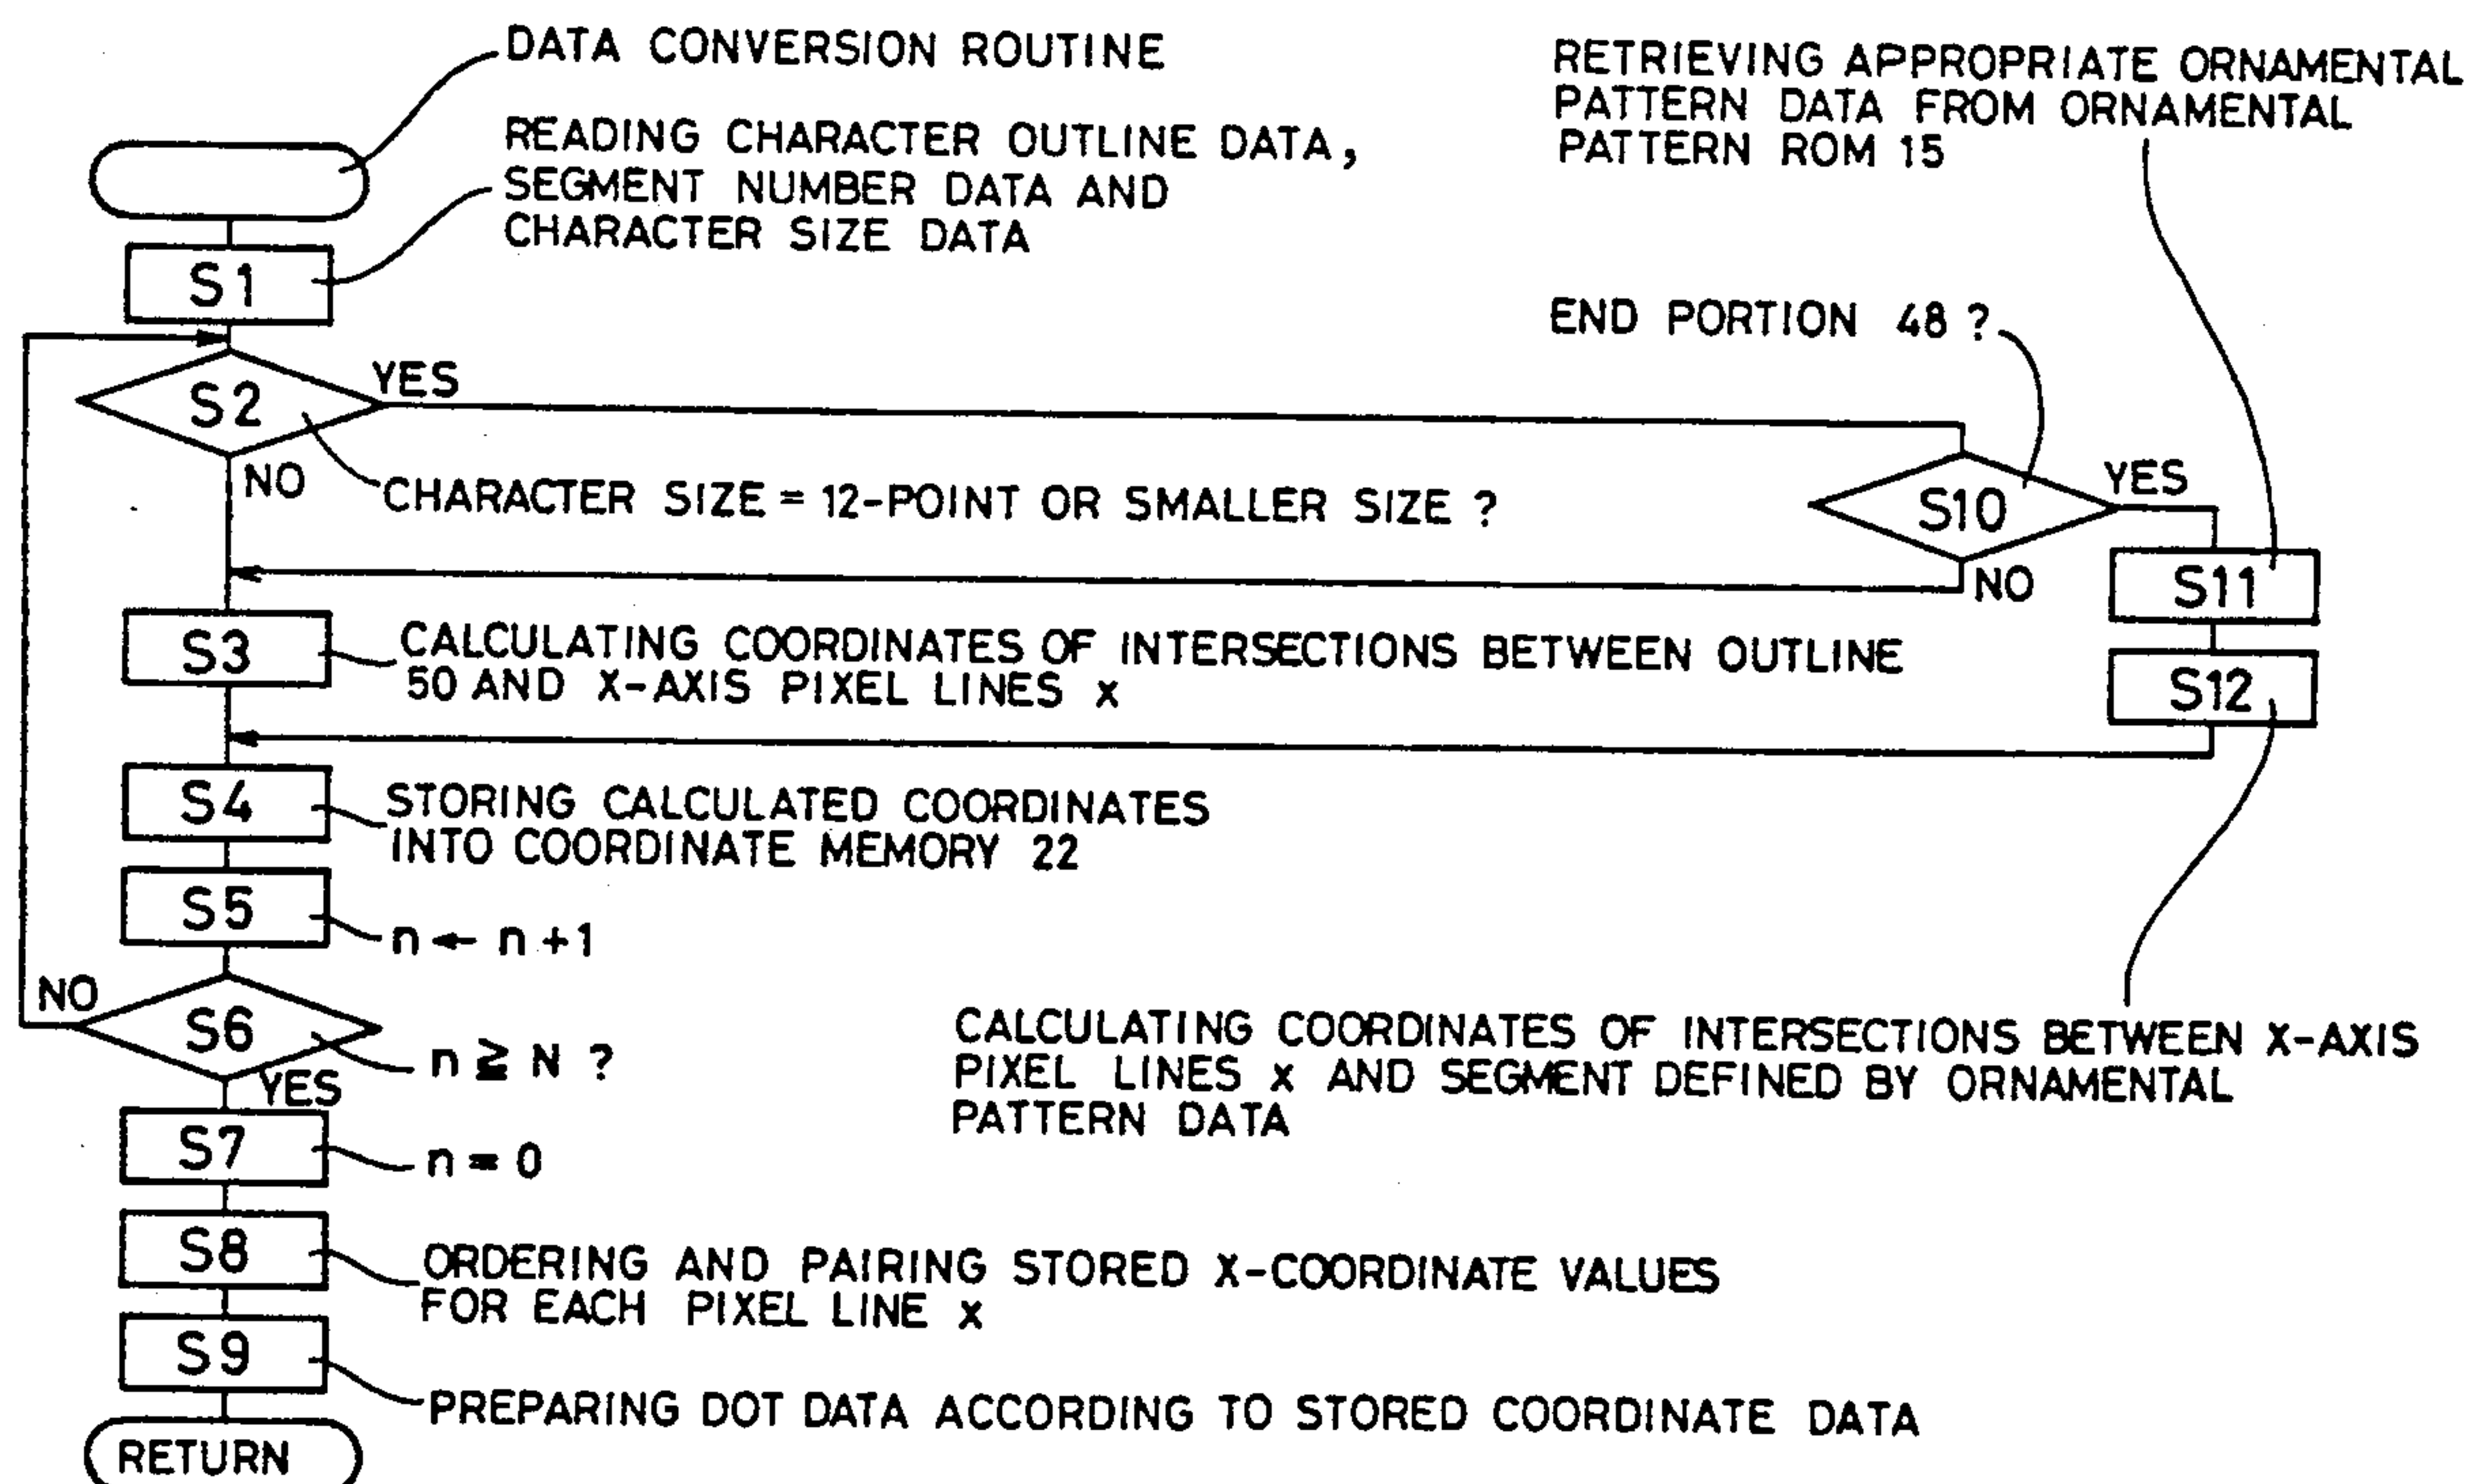 DATA CONVERSION ROUTINE
READING CHARACTER OUTLINE DATA,
SEGMENT NUMBER DATA AND
CHARACTER SIZE DATA
RETRIEVING APPROPRIATE ORNAMENTAL
PATTERN DATA FROM ORNAMENTAL
PATTERN ROM 15
S1
END PORTION 48 ?
S2
YES
NO
CHARACTER SIZE = 12-POINT OR SMALLER SIZE ?
S10
YES
NO
S11
S3
CALCULATING COORDINATES OF INTERSECTIONS BETWEEN OUTLINE
50 AND X-AXIS PIXEL LINES x
S12
S4
STORING CALCULATED COORDINATES
INTO COORDINATE MEMORY 22
S5
n ← n +1
NO
S6
n ≧ N ?
YES
CALCULATING COORDINATES OF INTERSECTIONS BETWEEN X-AXIS
PIXEL LINES x AND SEGMENT DEFINED BY ORNAMENTAL
PATTERN DATA
S7
n = 0
S8
ORDERING AND PAIRING STORED X-COORDINATE VALUES
FOR EACH PIXEL LINE x
S9
PREPARING DOT DATA ACCORDING TO STORED COORDINATE DATA
RETURN